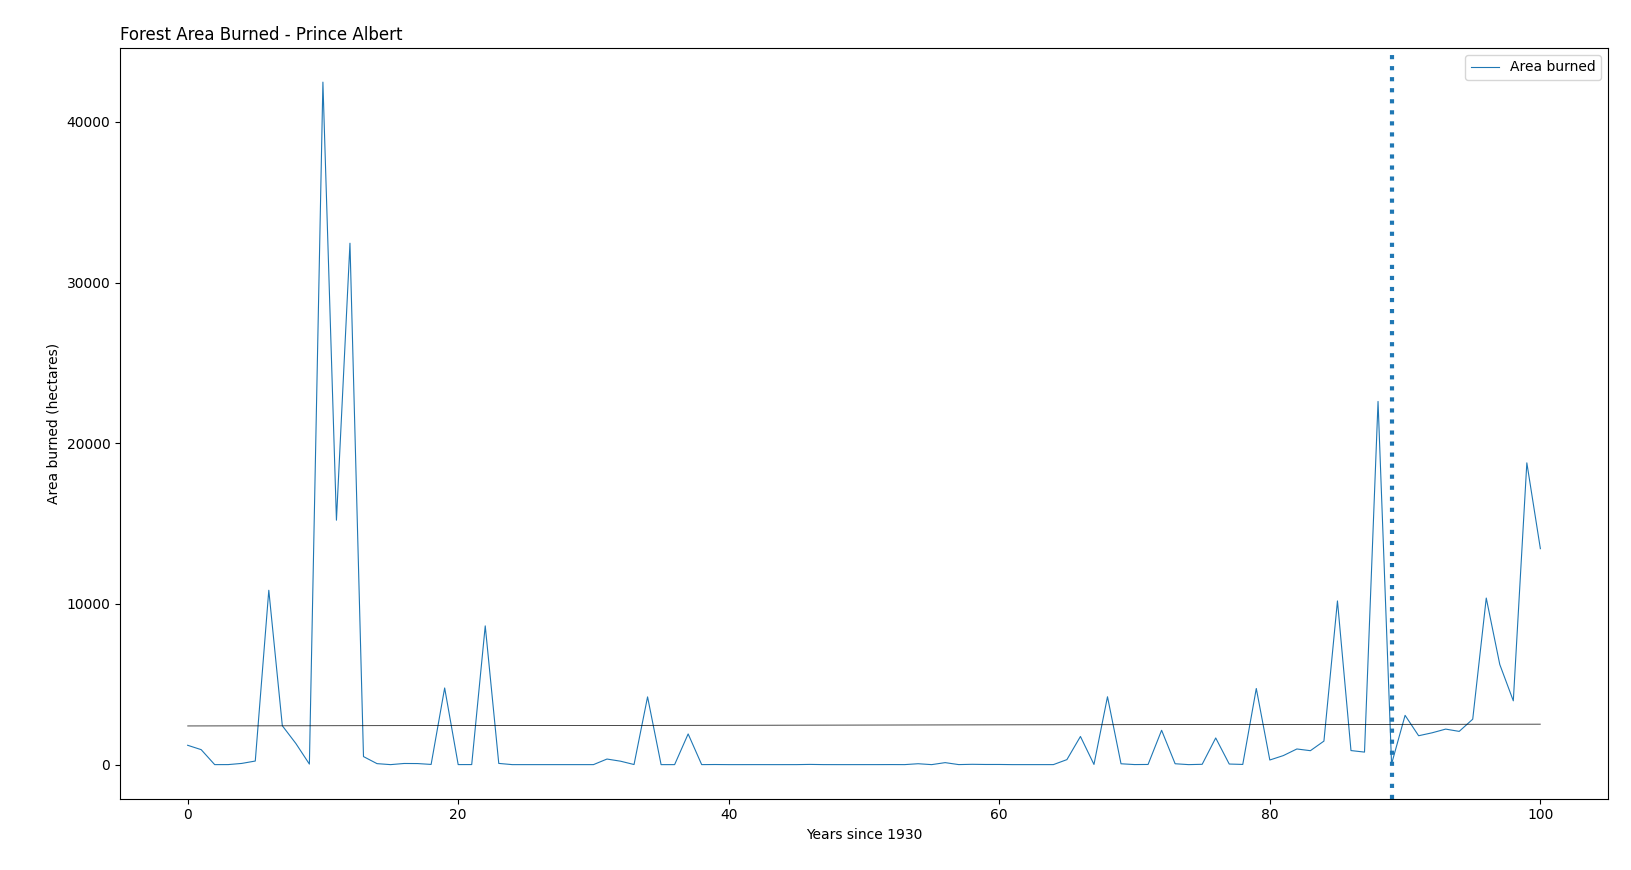 Forest Area Burned - Prince Albert
Area burned
40000
30000
20000
10000
0
Area burned (hectares)
0 20 40 60 80 100
Years since 1930